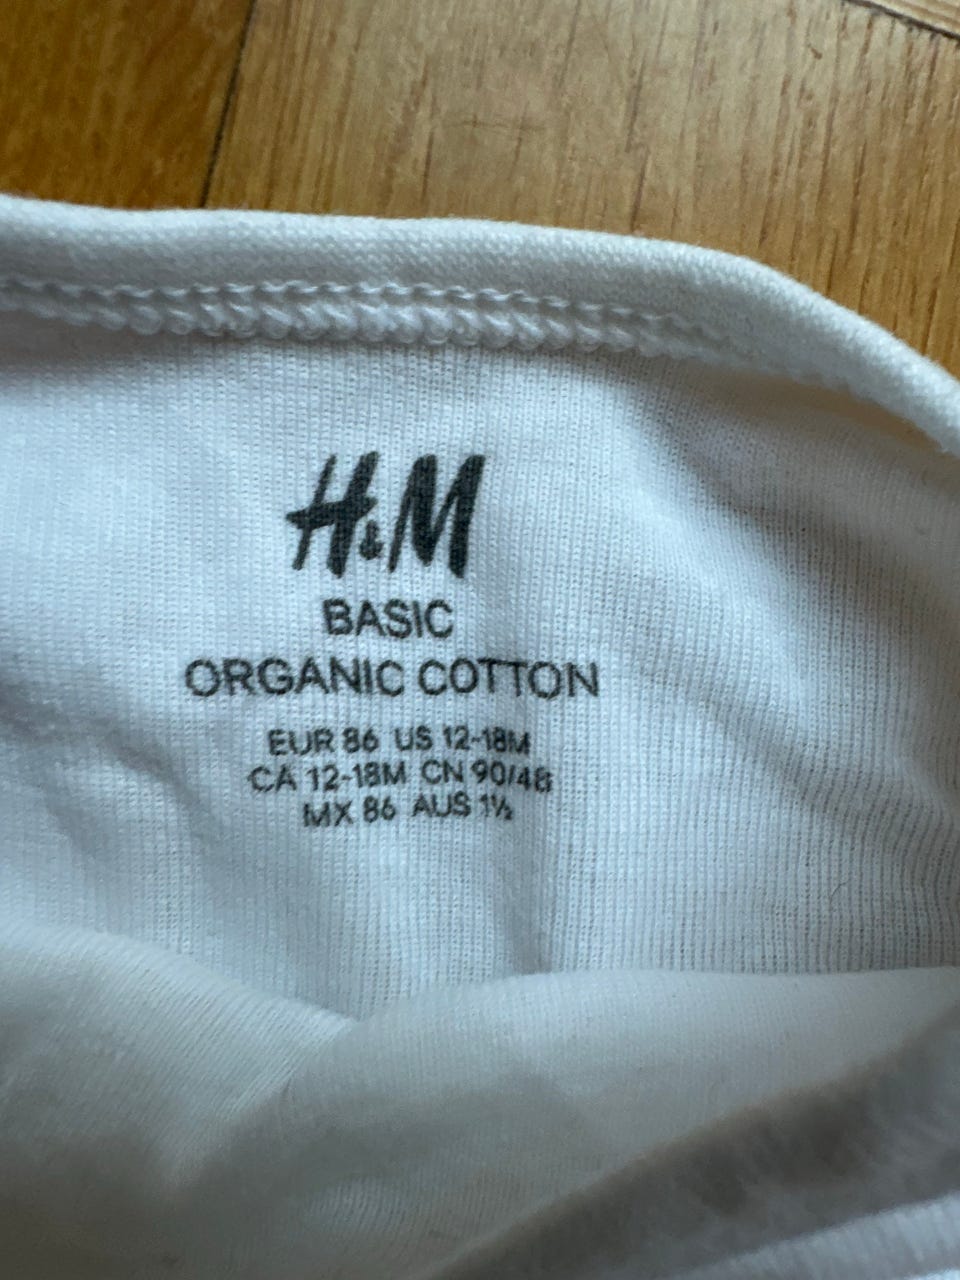 H&M
BASIC
ORGANIC COTTON
EUR 86 US 12-18M
CA 12-18M CN 90/48
MX 86 AUS 1½